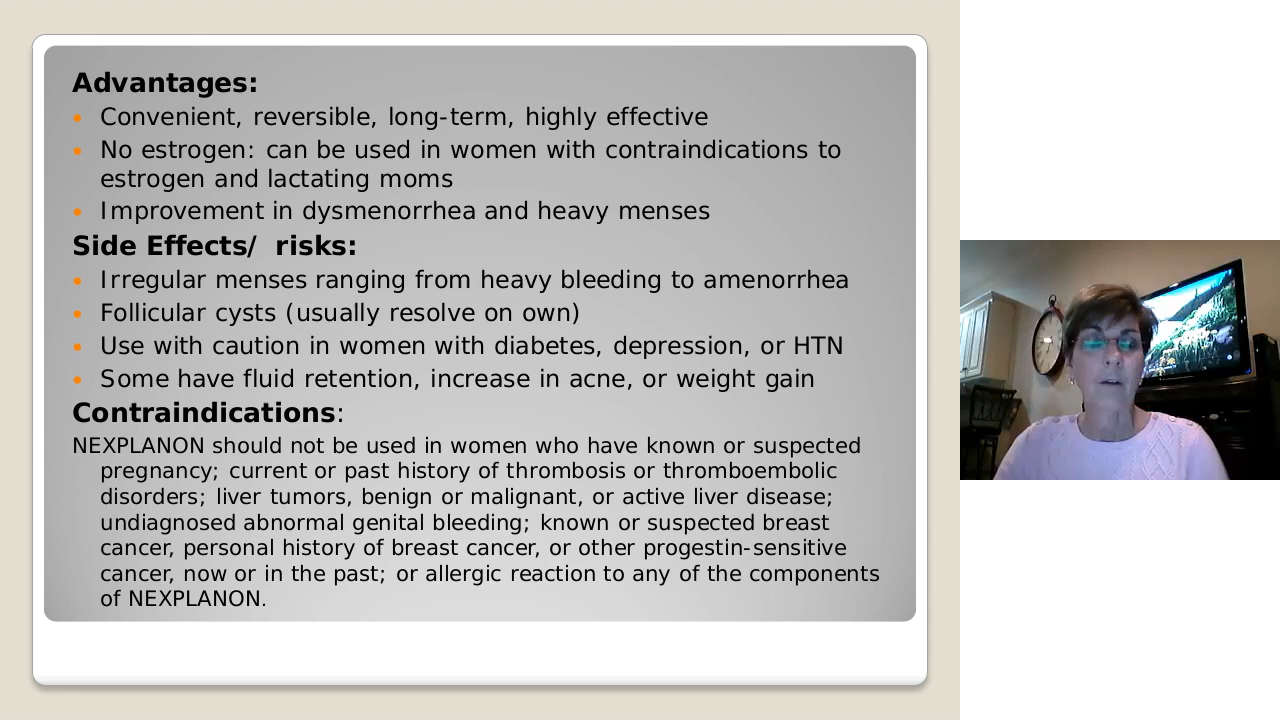 Advantages:
• Convenient, reversible, long-term, highly effective
• No estrogen: can be used in women with contraindications to
estrogen and lactating moms
• Improvement in dysmenorrhea and heavy menses
Side Effects/  risks:
• Irregular menses ranging from heavy bleeding to amenorrhea
• Follicular cysts (usually resolve on own)
• Use with caution in women with diabetes, depression, or HTN
• Some have fluid retention, increase in acne, or weight gain
Contraindications:
NEXPLANON should not be used in women who have known or suspected
pregnancy; current or past history of thrombosis or thromboembolic
disorders; liver tumors, benign or malignant, or active liver disease;
undiagnosed abnormal genital bleeding; known or suspected breast
cancer, personal history of breast cancer, or other progestin-sensitive
cancer, now or in the past; or allergic reaction to any of the components
of NEXPLANON.